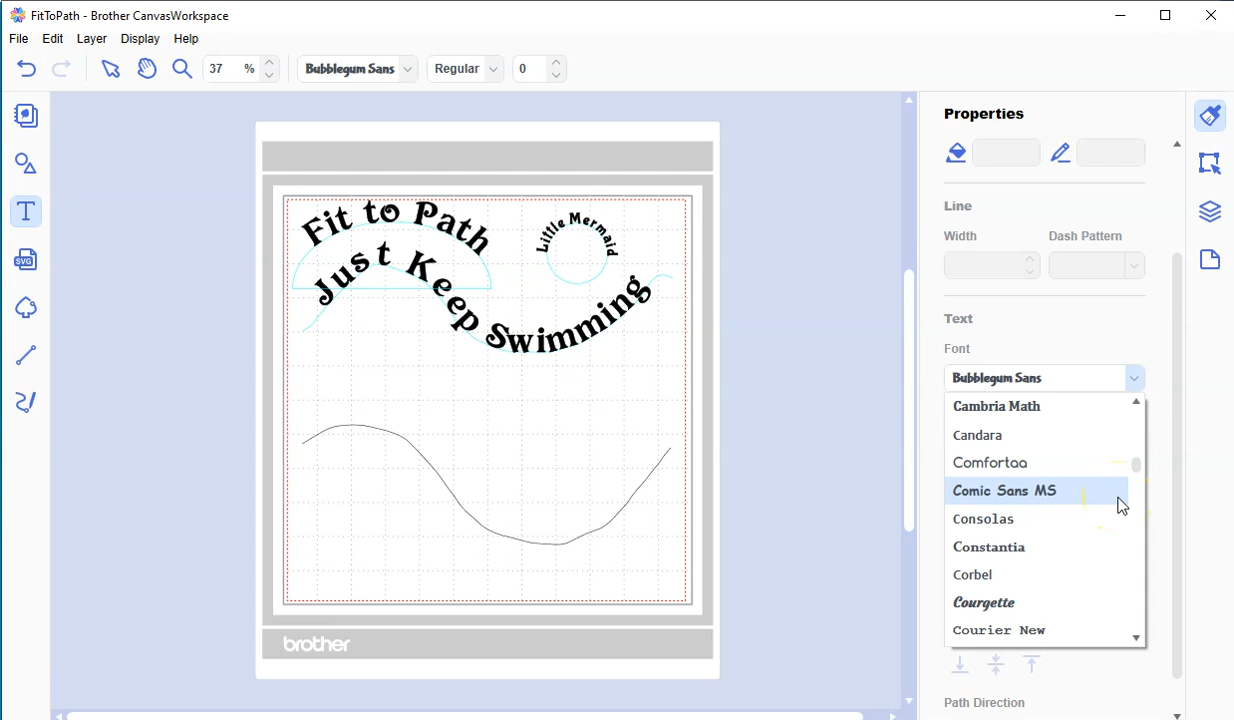 FitToPath - Brother CanvasWorkspace
File Edit Layer Display Help
37 % Bubblegum Sans Regular 0
Properties
Line
Width Dash Pattern
Text
Font
Bubblegum Sans
Cambria Math
Candara
Comfortaa
Comic Sans MS
Consolas
Constantia
Corbel
Courgette
Courier New
Path Direction
SVG
Fit to Path
Little Mermaid
Just Keep Swimming
brother